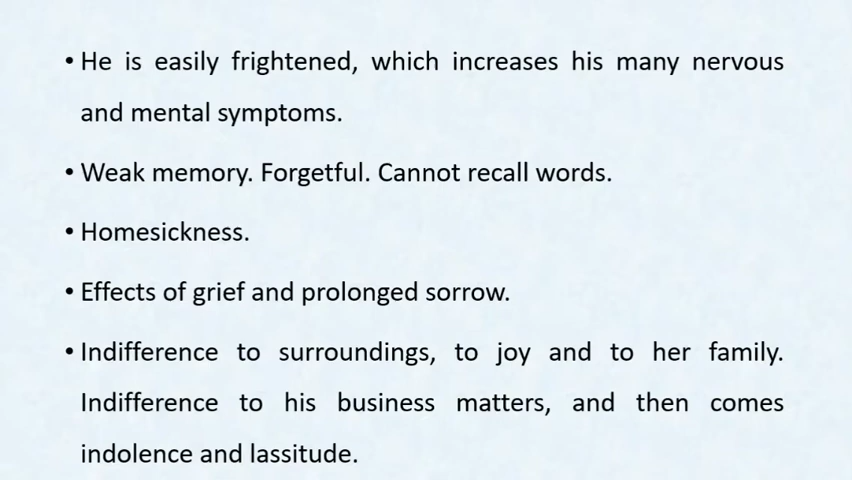 • He is easily frightened, which increases his many nervous
and mental symptoms.
• Weak memory. Forgetful. Cannot recall words.
• Homesickness.
• Effects of grief and prolonged sorrow.
• Indifference to surroundings, to joy and to her family.
Indifference to his business matters, and then comes
indolence and lassitude.